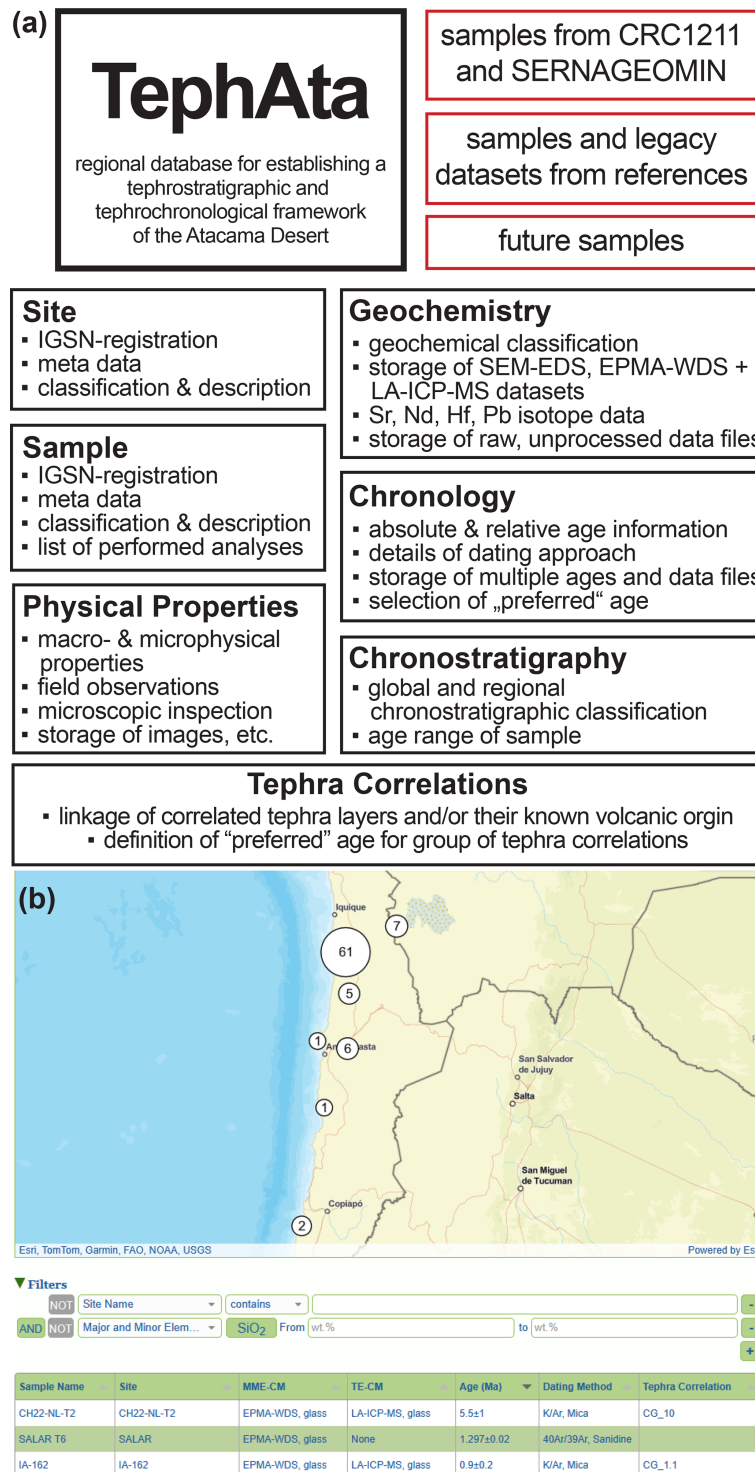 (a)
TephAta
regional database for establishing a
tephrostratigraphic and
tephrochronological framework
of the Atacama Desert
samples from CRC1211
and SERNAGEOMIN
samples and legacy
datasets from references
future samples
Site
▪ IGSN-registration
▪ meta data
▪ classification & description
Sample
▪ IGSN-registration
▪ meta data
▪ classification & description
▪ list of performed analyses
Physical Properties
▪ macro- & microphysical
properties
▪ field observations
▪ microscopic inspection
▪ storage of images, etc.
Geochemistry
▪ geochemical classification
▪ storage of SEM-EDS, EPMA-WDS +
LA-ICP-MS datasets
▪ Sr, Nd, Hf, Pb isotope data
▪ storage of raw, unprocessed data files
Chronology
▪ absolute & relative age information
▪ details of dating approach
▪ storage of multiple ages and data files
▪ selection of „preferred“ age
Chronostratigraphy
▪ global and regional
chronostratigraphic classification
▪ age range of sample
Tephra Correlations
▪ linkage of correlated tephra layers and/or their known volcanic orgin
▪ definition of “preferred” age for group of tephra correlations
(b)
Iquique
7
61
5
1
6
San Salvador
de Jujuy
Salta
1
San Miguel
de Tucuman
Copiapó
2
Esri, TomTom, Garmin, FAO, NOAA, USGS
Powered by Es
Filters
NOT Site Name contains -
AND NOT Major and Minor Elem... SiO₂ From wt.% to wt.% -
+
Sample Name Site MME-CM TE-CM Age (Ma) Dating Method Tephra Correlation
CH22-NL-T2 CH22-NL-T2 EPMA-WDS, glass LA-ICP-MS, glass 5.5±1 K/Ar, Mica CG_10
SALAR T6 SALAR EPMA-WDS, glass None 1.297±0.02 40Ar/39Ar, Sanidine
IA-162 IA-162 EPMA-WDS, glass LA-ICP-MS, glass 0.9±0.2 K/Ar, Mica CG_1.1